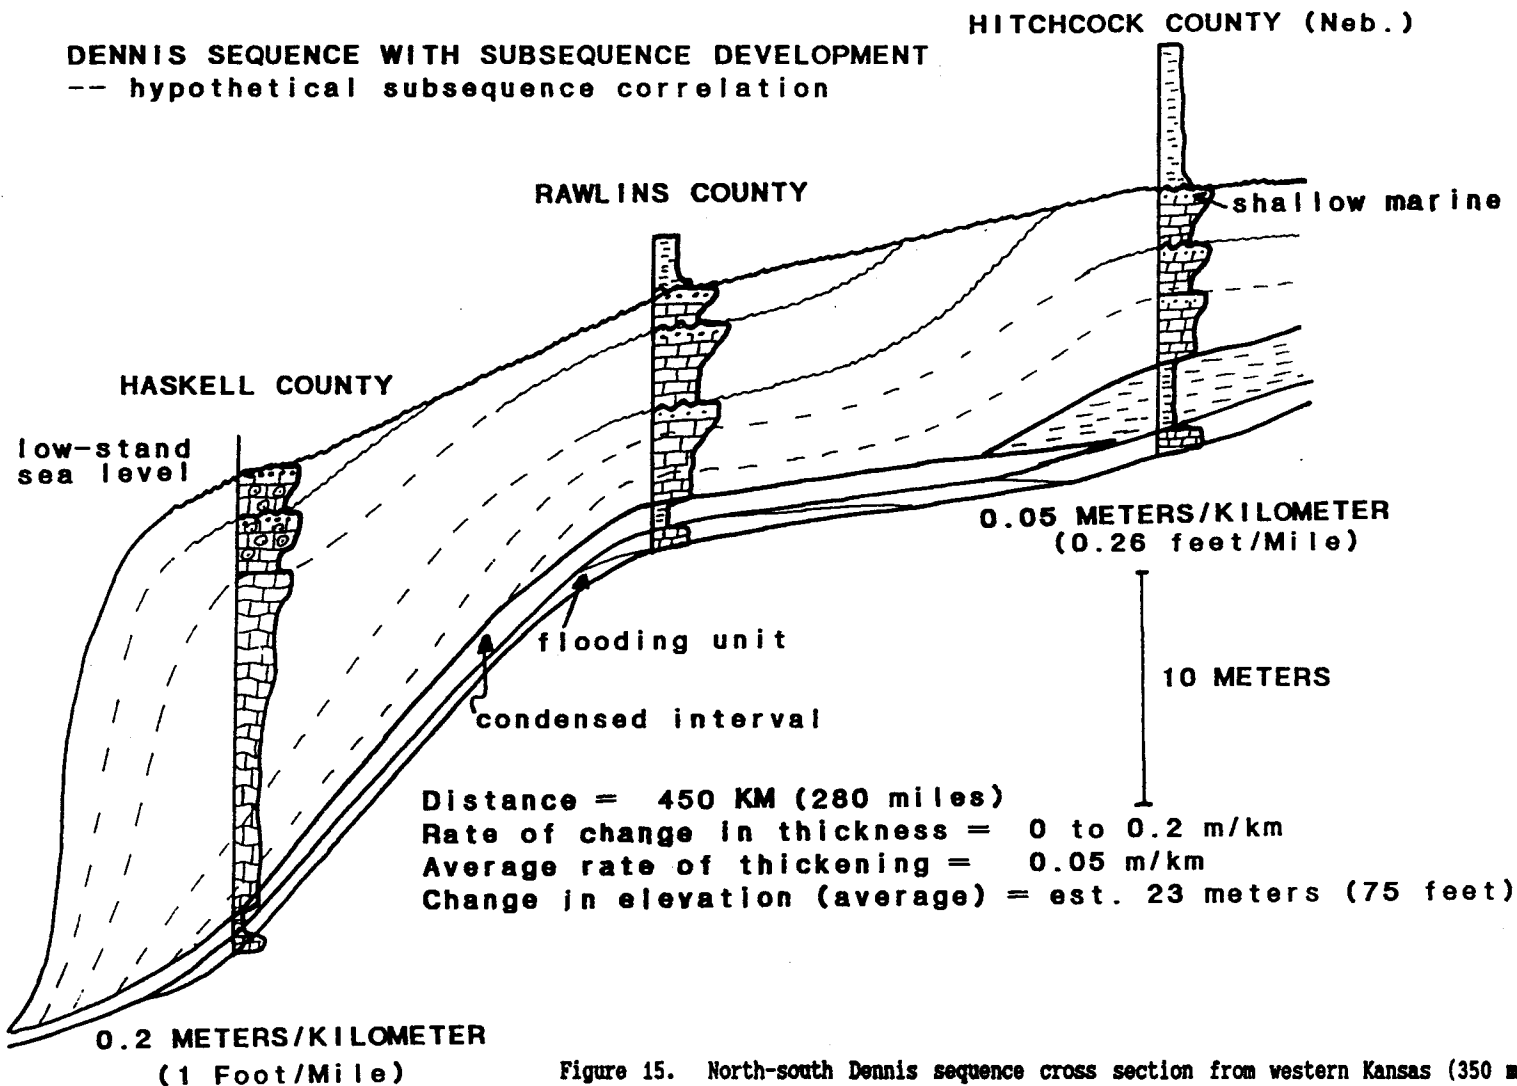 HITCHCOCK COUNTY (Neb.)
DENNIS SEQUENCE WITH SUBSEQUENCE DEVELOPMENT
-- hypothetical subsequence correlation
RAWLINS COUNTY
shallow marine
HASKELL COUNTY
low-stand
sea level
0.05 METERS/KILOMETER
(0.26 feet/Mile)
flooding unit
10 METERS
condensed interval
Distance = 450 KM (280 miles)
Rate of change in thickness = 0 to 0.2 m/km
Average rate of thickening = 0.05 m/km
Change in elevation (average) = est. 23 meters (75 feet)
0.2 METERS/KILOMETER
(1 Foot/Mile)
Figure 15. North-south Dennis sequence cross section from western Kansas (350